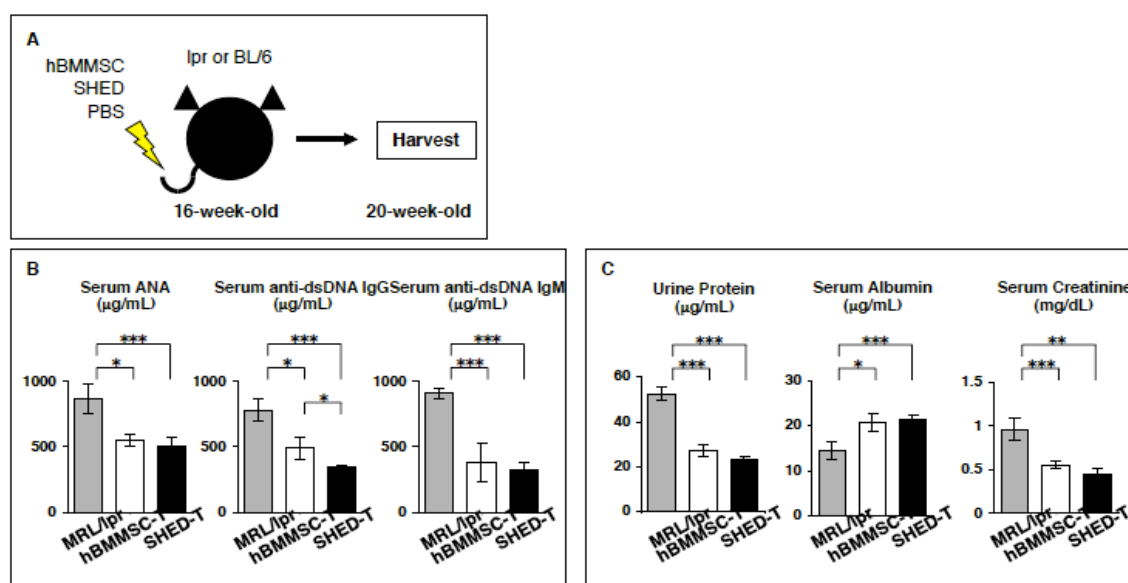 A
hBMMSC
SHED
PBS
lpr or BL/6
Harvest
16-week-old
20-week-old
B
Serum ANA
(μg/mL)
***
*
1000
500
0
MRL/lpr
hBMMSC-T
SHED-T
Serum anti-dsDNA IgG
(μg/mL)
***
*
*
1000
500
0
MRL/lpr
hBMMSC-T
SHED-T
Serum anti-dsDNA IgM
(μg/mL)
***
***
1000
500
0
MRL/lpr
hBMMSC-T
SHED-T
C
Urine Protein
(μg/mL)
***
***
60
40
20
0
MRL/lpr
hBMMSC-T
SHED-T
Serum Albumin
(μg/mL)
***
*
30
20
10
0
MRL/lpr
hBMMSC-T
SHED-T
Serum Creatinine
(mg/dL)
**
***
1.5
1
0.5
0
MRL/lpr
hBMMSC-T
SHED-T